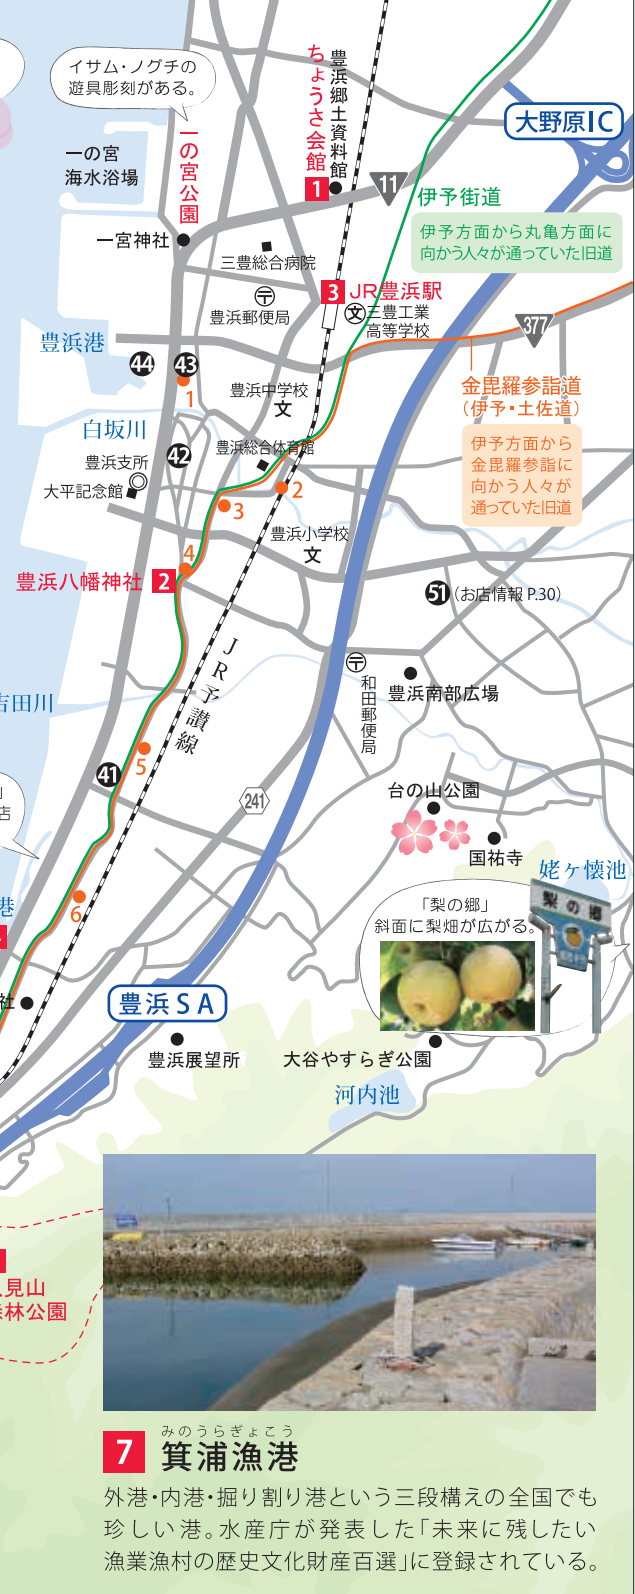 イサム・ノグチの
遊具彫刻がある。
一の宮
海水浴場
一の宮公園
ちょうさ会館
豊浜郷土資料館
1
大野原IC
11
伊予街道
伊予方面から丸亀方面に
向かう人々が通っていた旧道
一宮神社
三豊総合病院
〒
豊浜郵便局
3 JR豊浜駅
文
三豊工業
高等学校
377
豊浜港
44
43
1
豊浜中学校
文
金毘羅参詣道
(伊予・土佐道)
伊予方面から
金毘羅参詣に
向かう人々が
通っていた旧道
白坂川
豊浜支所
42
豊浜総合体育館
大平記念館
2
3
豊浜小学校
文
4
豊浜八幡神社 2
51 (お店情報 P.30)
JR予讃線
〒
和田郵便局
豊浜南部広場
吉田川
5
41
241
台の山公園
国祐寺
姥ヶ懐池
店
6
港
「梨の郷」
斜面に梨畑が広がる。
梨の郷
社
豊浜SA
豊浜展望所
大谷やすらぎ公園
河内池
見山
林公園
みのうらぎょこう
7 箕浦漁港
外港・内港・掘り割り港という三段構えの全国でも
珍しい港。水産庁が発表した「未来に残したい
漁業漁村の歴史文化財産百選」に登録されている。